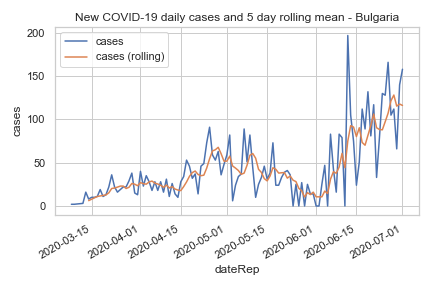 New COVID-19 daily cases and 5 day rolling mean - Bulgaria
cases
cases (rolling)
200
150
100
50
0
cases
2020-03-15
2020-04-01
2020-04-15
2020-05-01
2020-05-15
2020-06-01
2020-06-15
2020-07-01
dateRep